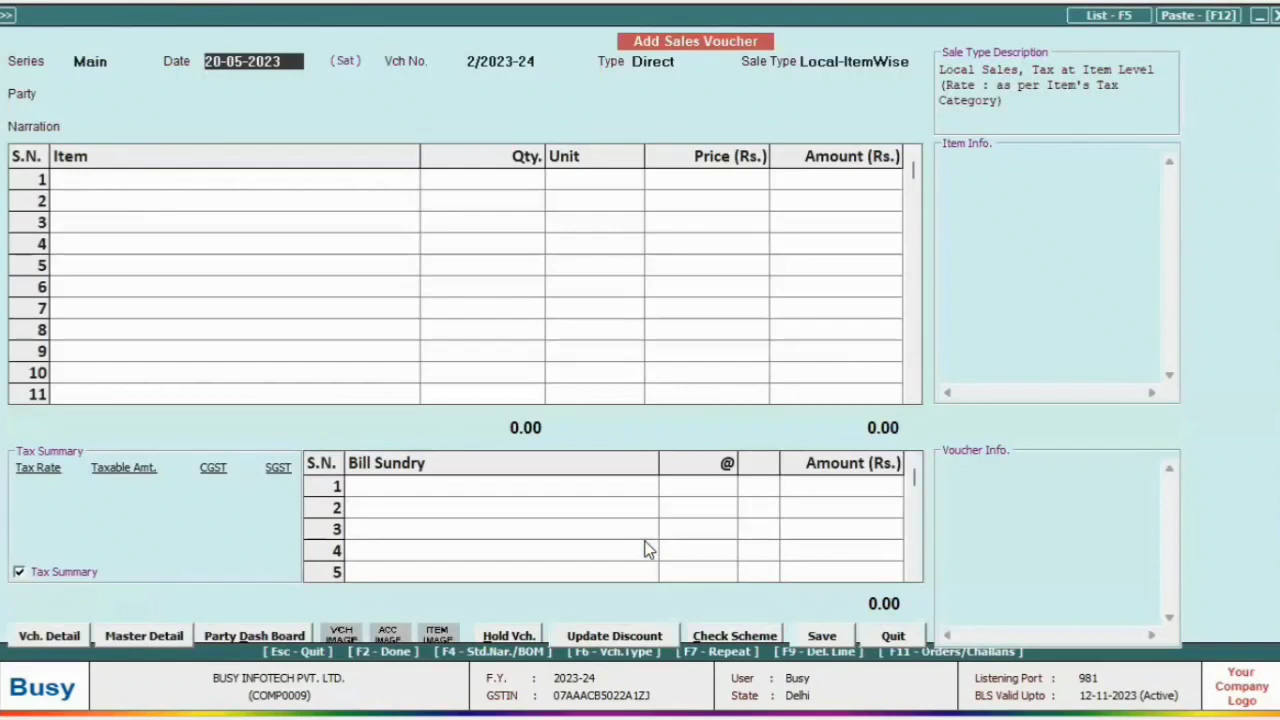 >> List - F5 Paste - [F12]
Add Sales Voucher
Series Main Date 20-05-2023 (Sat) Vch No. 2/2023-24 Type Direct Sale Type Local-ItemWise
Party
Narration
Sale Type Description
Local Sales, Tax at Item Level
(Rate : as per Item's Tax
Category)
S.N. Item Qty. Unit Price (Rs.) Amount (Rs.)
1
2
3
4
5
6
7
8
9
10
11
Item Info.
0.00 0.00
Tax Summary
Tax Rate Taxable Amt. CGST SGST
Tax Summary
S.N. Bill Sundry @ Amount (Rs.)
1
2
3
4
5
0.00
Voucher Info.
Vch. Detail Master Detail Party Dash Board VCH IMAGE ACC IMAGE ITEM IMAGE Hold Vch. Update Discount Check Scheme Save Quit
[ Esc - Quit ] [ F2 - Done ] [ F4 - Std.Nar./BOM ] [ F6 - Vch.Type ] [ F7 - Repeat ] [ F9 - Del. Line ] [ F11 - Orders/Challans ]
Busy
BUSY INFOTECH PVT. LTD.
(COMP0009)
F.Y. : 2023-24
GSTIN : 07AAACB5022A1ZJ
User : Busy
State : Delhi
Listening Port : 981
BLS Valid Upto : 12-11-2023 (Active)
Your
Company
Logo